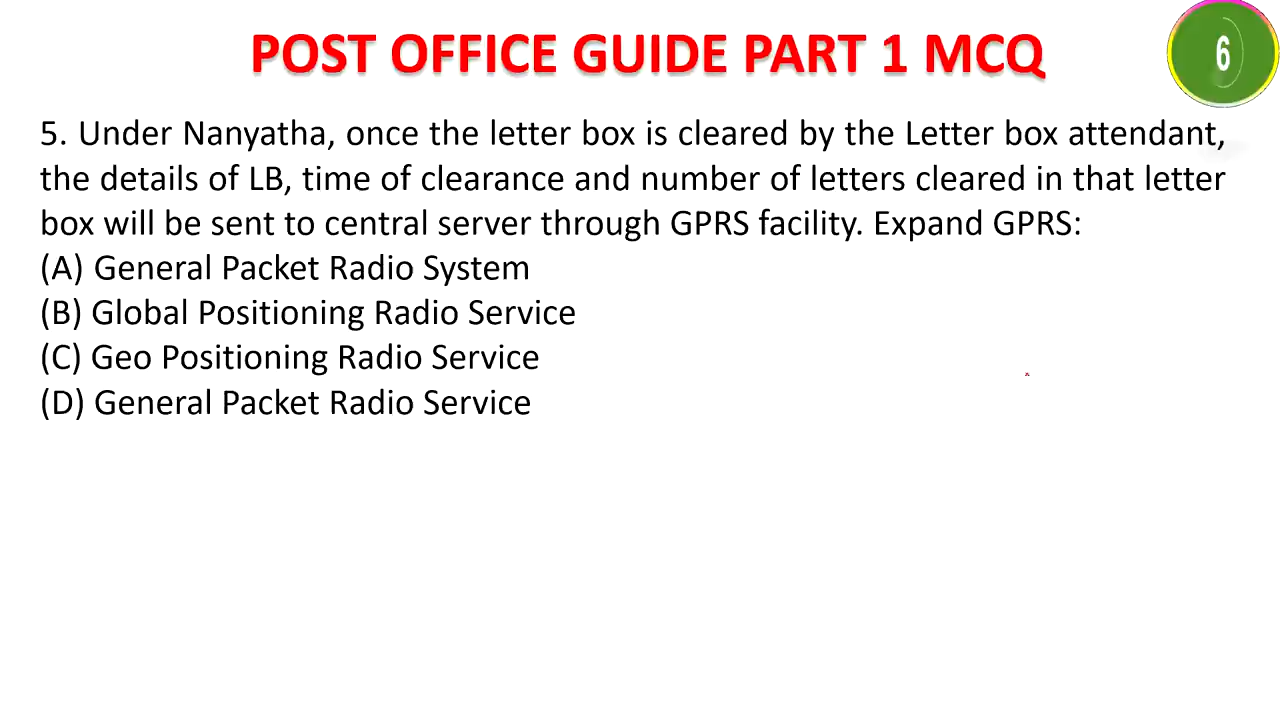 POST OFFICE GUIDE PART 1 MCQ
6
5. Under Nanyatha, once the letter box is cleared by the Letter box attendant,
the details of LB, time of clearance and number of letters cleared in that letter
box will be sent to central server through GPRS facility. Expand GPRS:
(A) General Packet Radio System
(B) Global Positioning Radio Service
(C) Geo Positioning Radio Service
(D) General Packet Radio Service